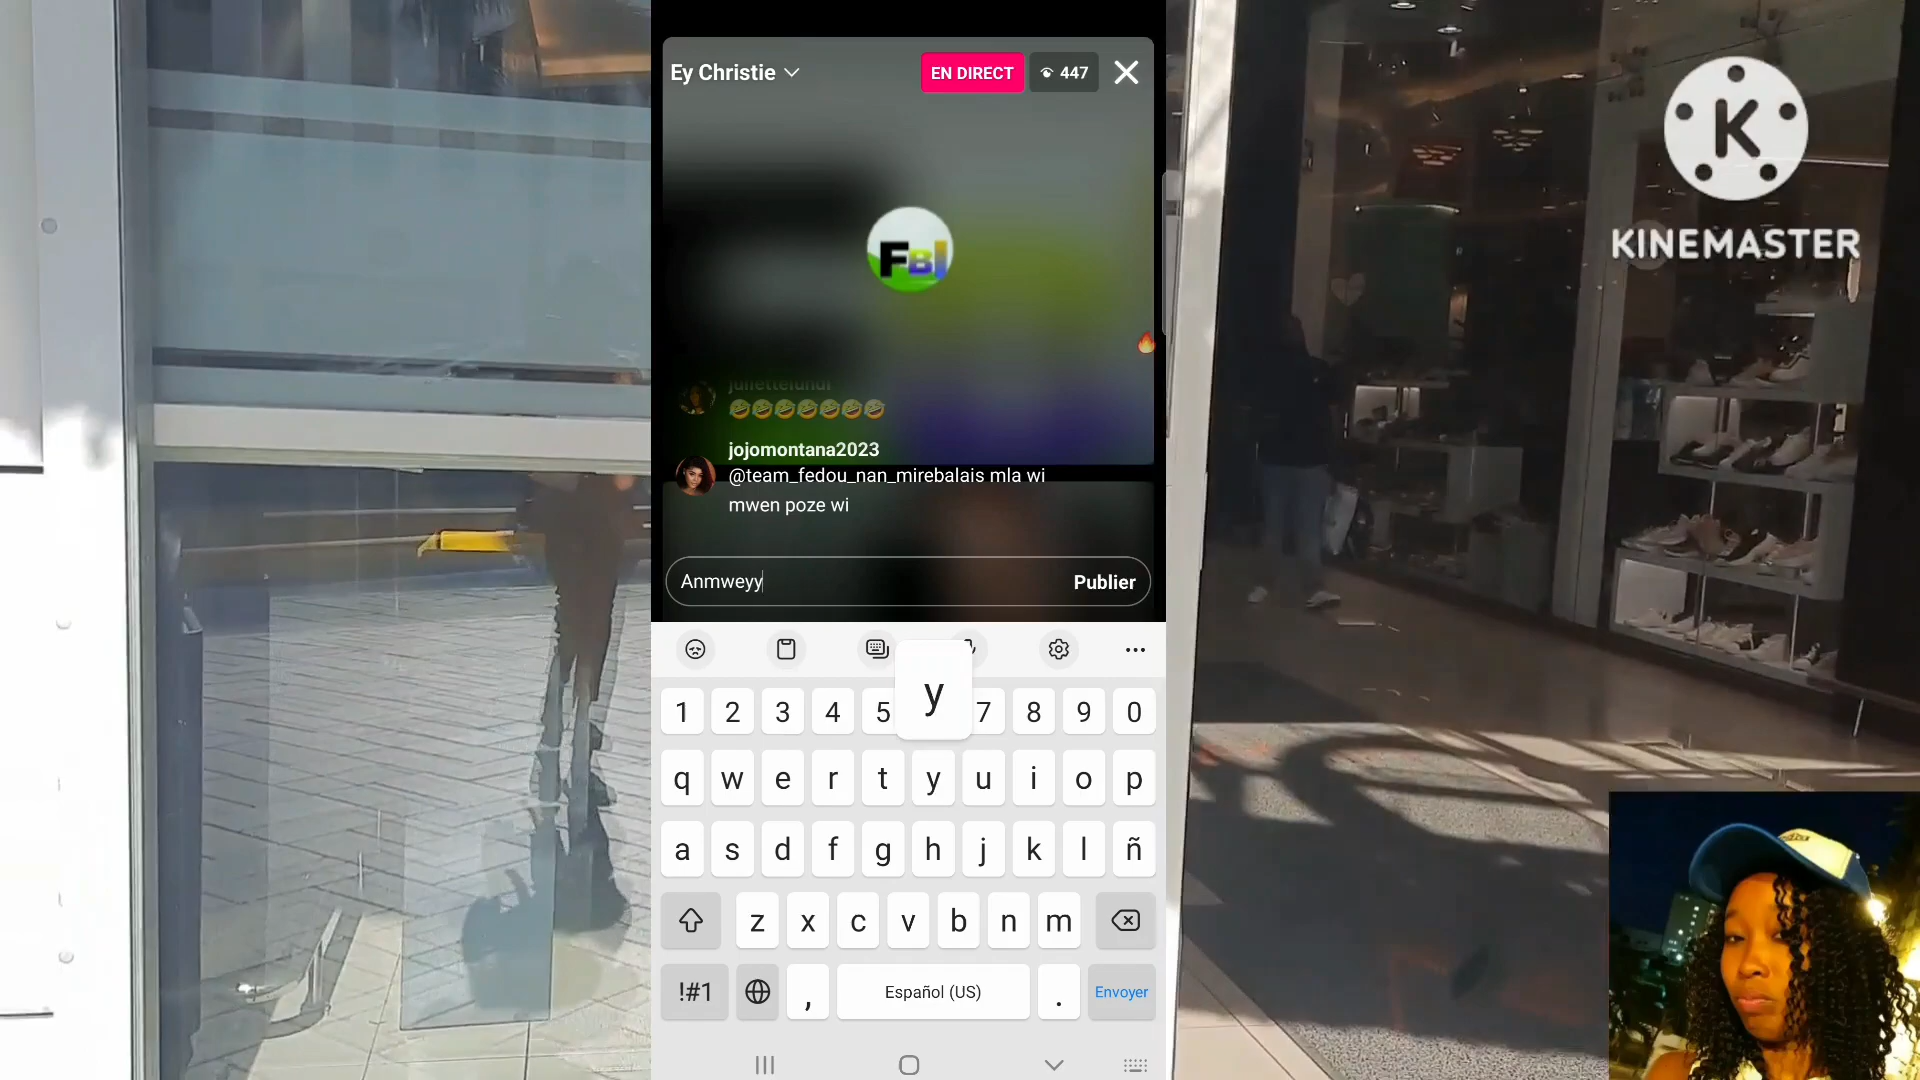 Ey Christie
EN DIRECT
447
K
KINEMASTER
FBI
juliettelundi
jojomontana2023
@team_fedou_nan_mirebalais mla wi
mwen poze wi
Anmweyy
Publier
y
1 2 3 4 5 7 8 9 0
q w e r t y u i o p
a s d f g h j k l ñ
z x c v b n m
!#1 , Español (US) . Envoyer